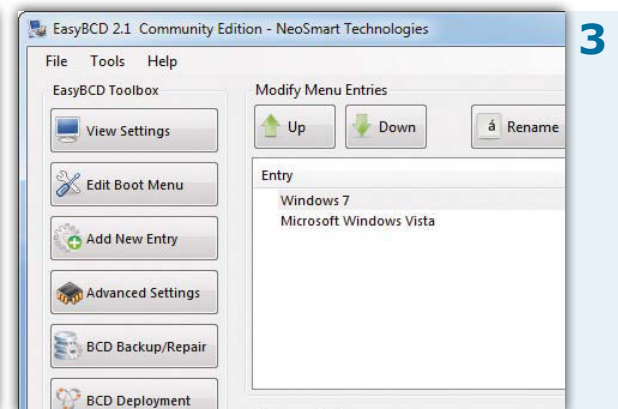 EasyBCD 2.1 Community Edition - NeoSmart Technologies
3
File Tools Help
EasyBCD Toolbox
Modify Menu Entries
View Settings
Up
Down
á Rename
Edit Boot Menu
Entry
Windows 7
Microsoft Windows Vista
Add New Entry
Advanced Settings
BCD Backup/Repair
BCD Deployment